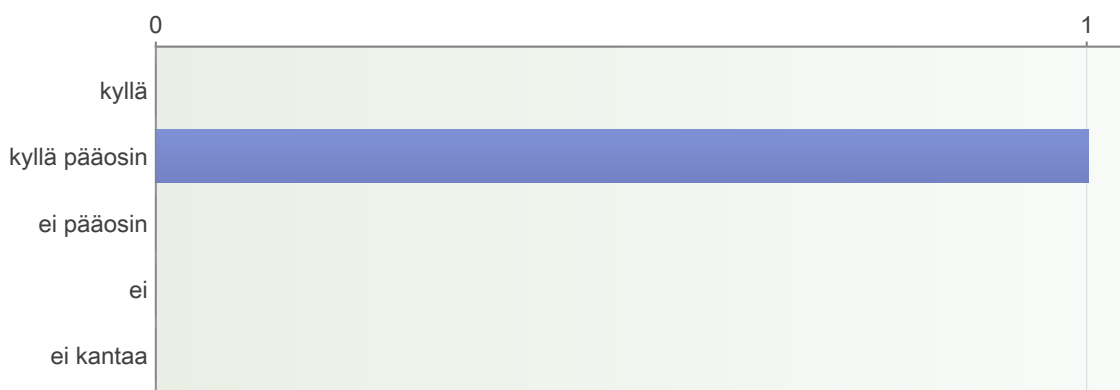 0 1
kyllä
kyllä pääosin
ei pääosin
ei
ei kantaa